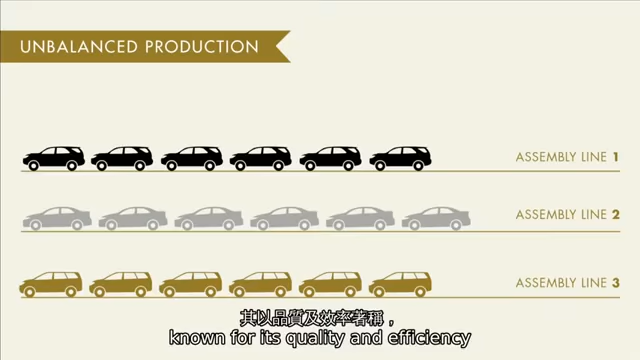 UNBALANCED PRODUCTION
ASSEMBLY LINE 1
ASSEMBLY LINE 2
ASSEMBLY LINE 3
其以品質及效率著稱，
known for its quality and efficiency